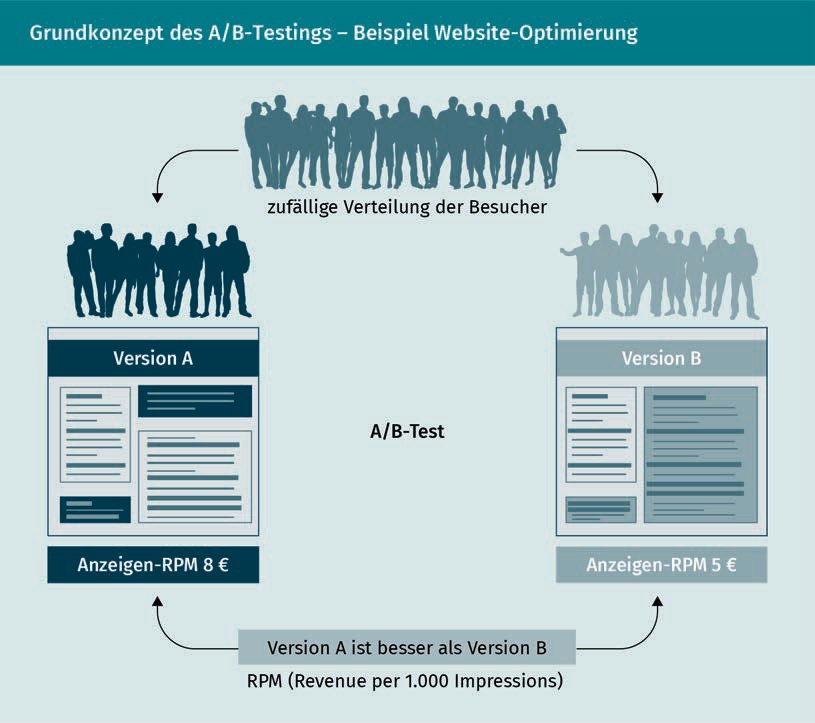 Grundkonzept des A/B-Testings – Beispiel Website-Optimierung
zufällige Verteilung der Besucher
Version A
Version B
A/B-Test
Anzeigen-RPM 8 €
Anzeigen-RPM 5 €
Version A ist besser als Version B
RPM (Revenue per 1.000 Impressions)